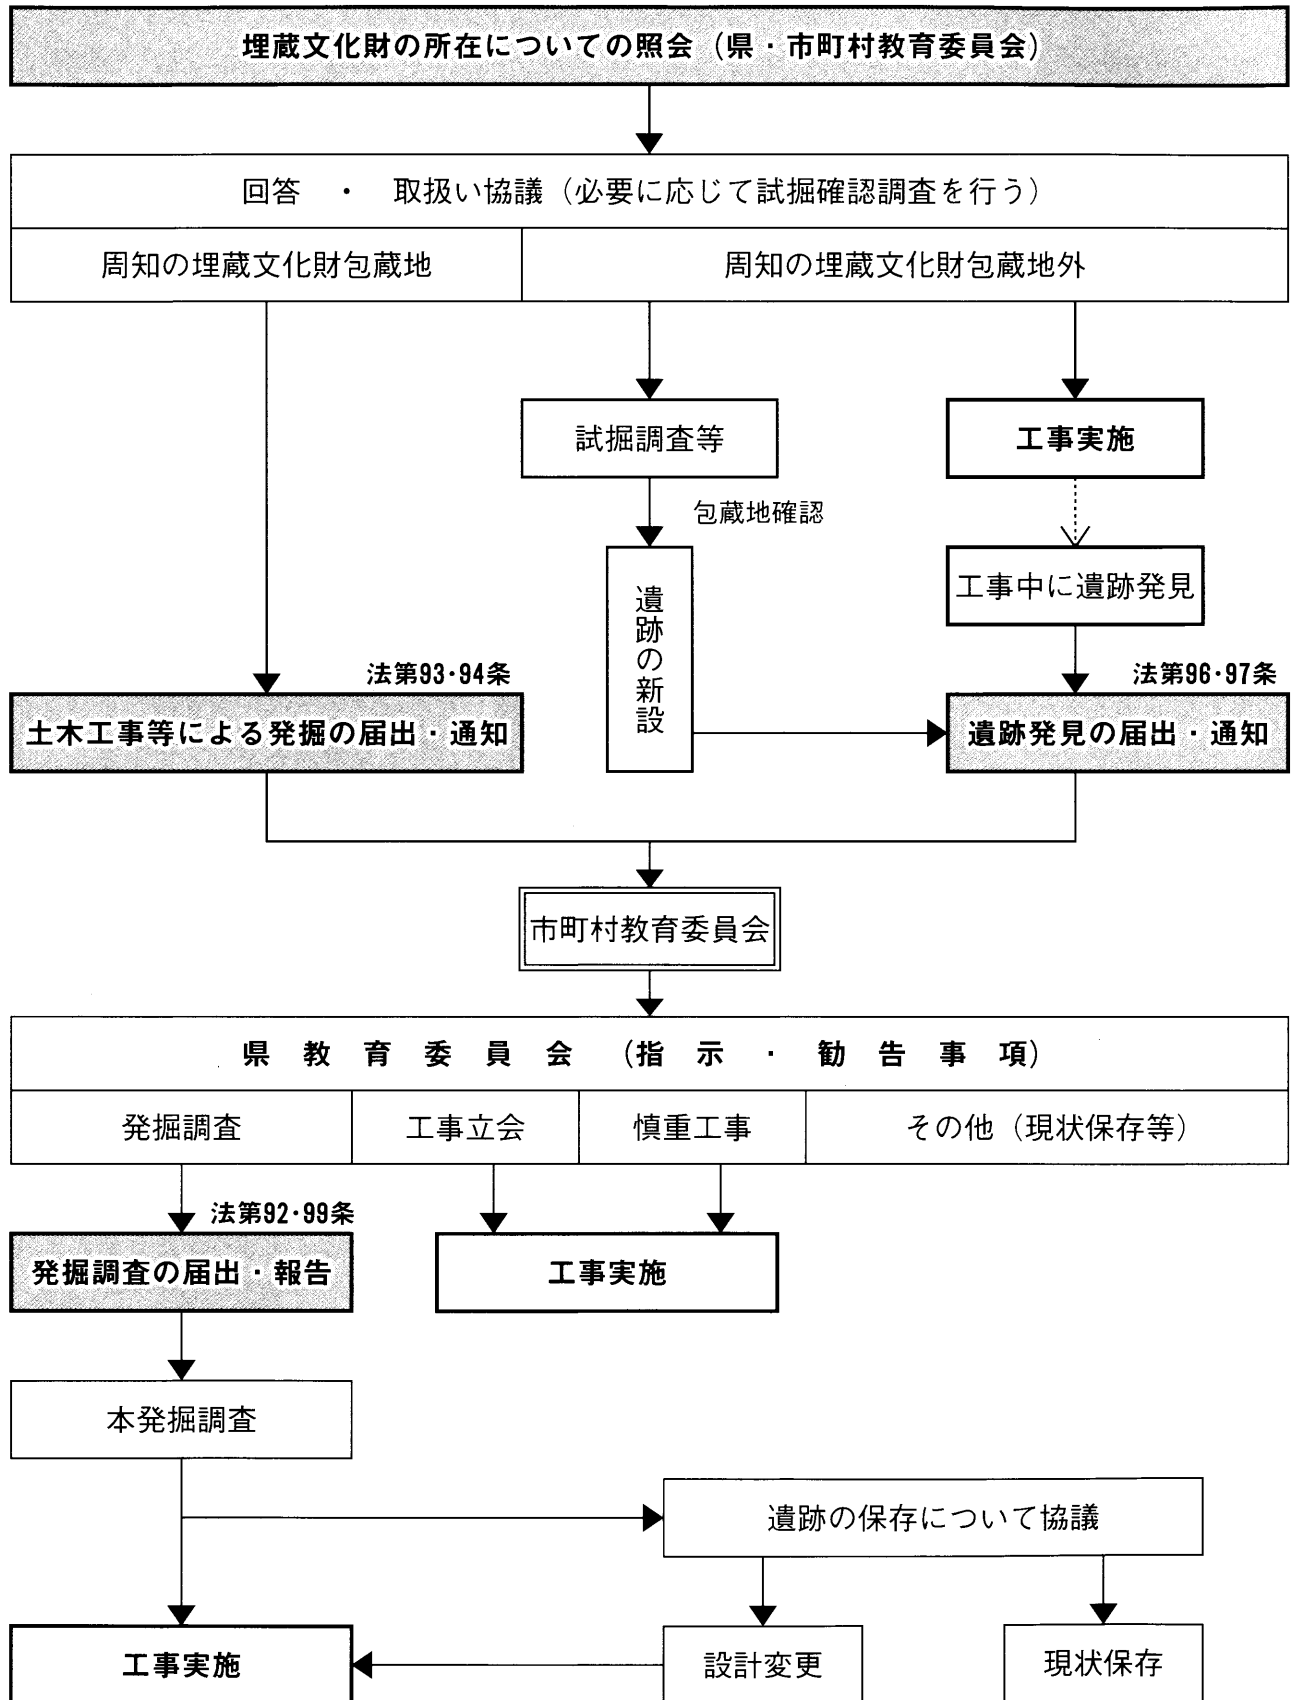 埋蔵文化財の所在についての照会（県・市町村教育委員会）
回答　・　取扱い協議（必要に応じて試掘確認調査を行う）
周知の埋蔵文化財包蔵地
周知の埋蔵文化財包蔵地外
試掘調査等
工事実施
包蔵地確認
遺跡の新設
工事中に遺跡発見
法第93・94条
法第96・97条
土木工事等による発掘の届出・通知
遺跡発見の届出・通知
市町村教育委員会
県　教　育　委　員　会　（指　示　・　勧　告　事　項）
発掘調査
工事立会
慎重工事
その他（現状保存等）
法第92・99条
発掘調査の届出・報告
工事実施
本発掘調査
遺跡の保存について協議
工事実施
設計変更
現状保存